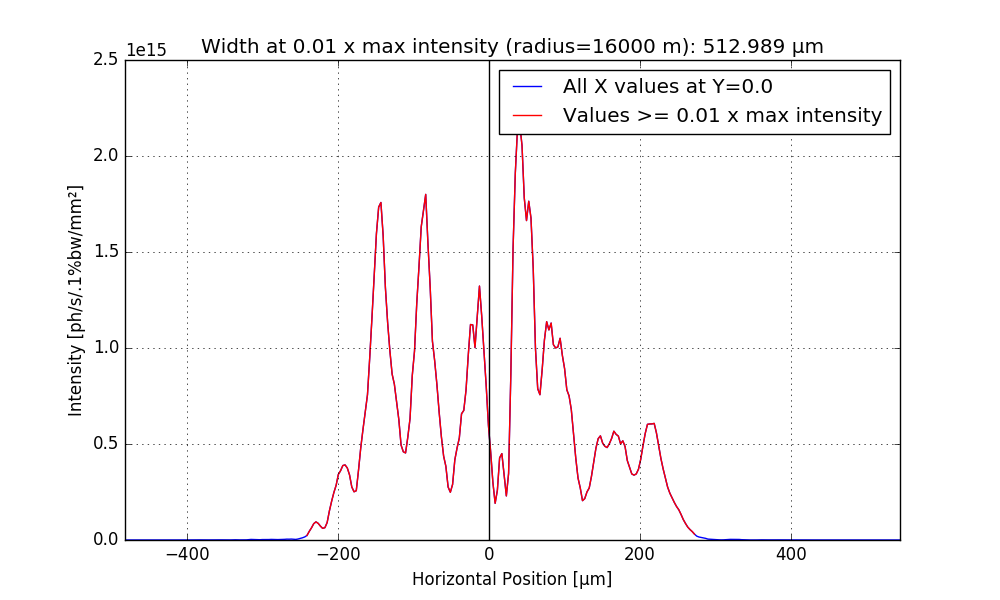 1e15
Width at 0.01 x max intensity (radius=16000 m): 512.989 µm
All X values at Y=0.0
Values >= 0.01 x max intensity
2.5
2.0
1.5
1.0
0.5
0.0
Intensity [ph/s/.1%bw/mm²]
−400 −200 0 200 400
Horizontal Position [µm]